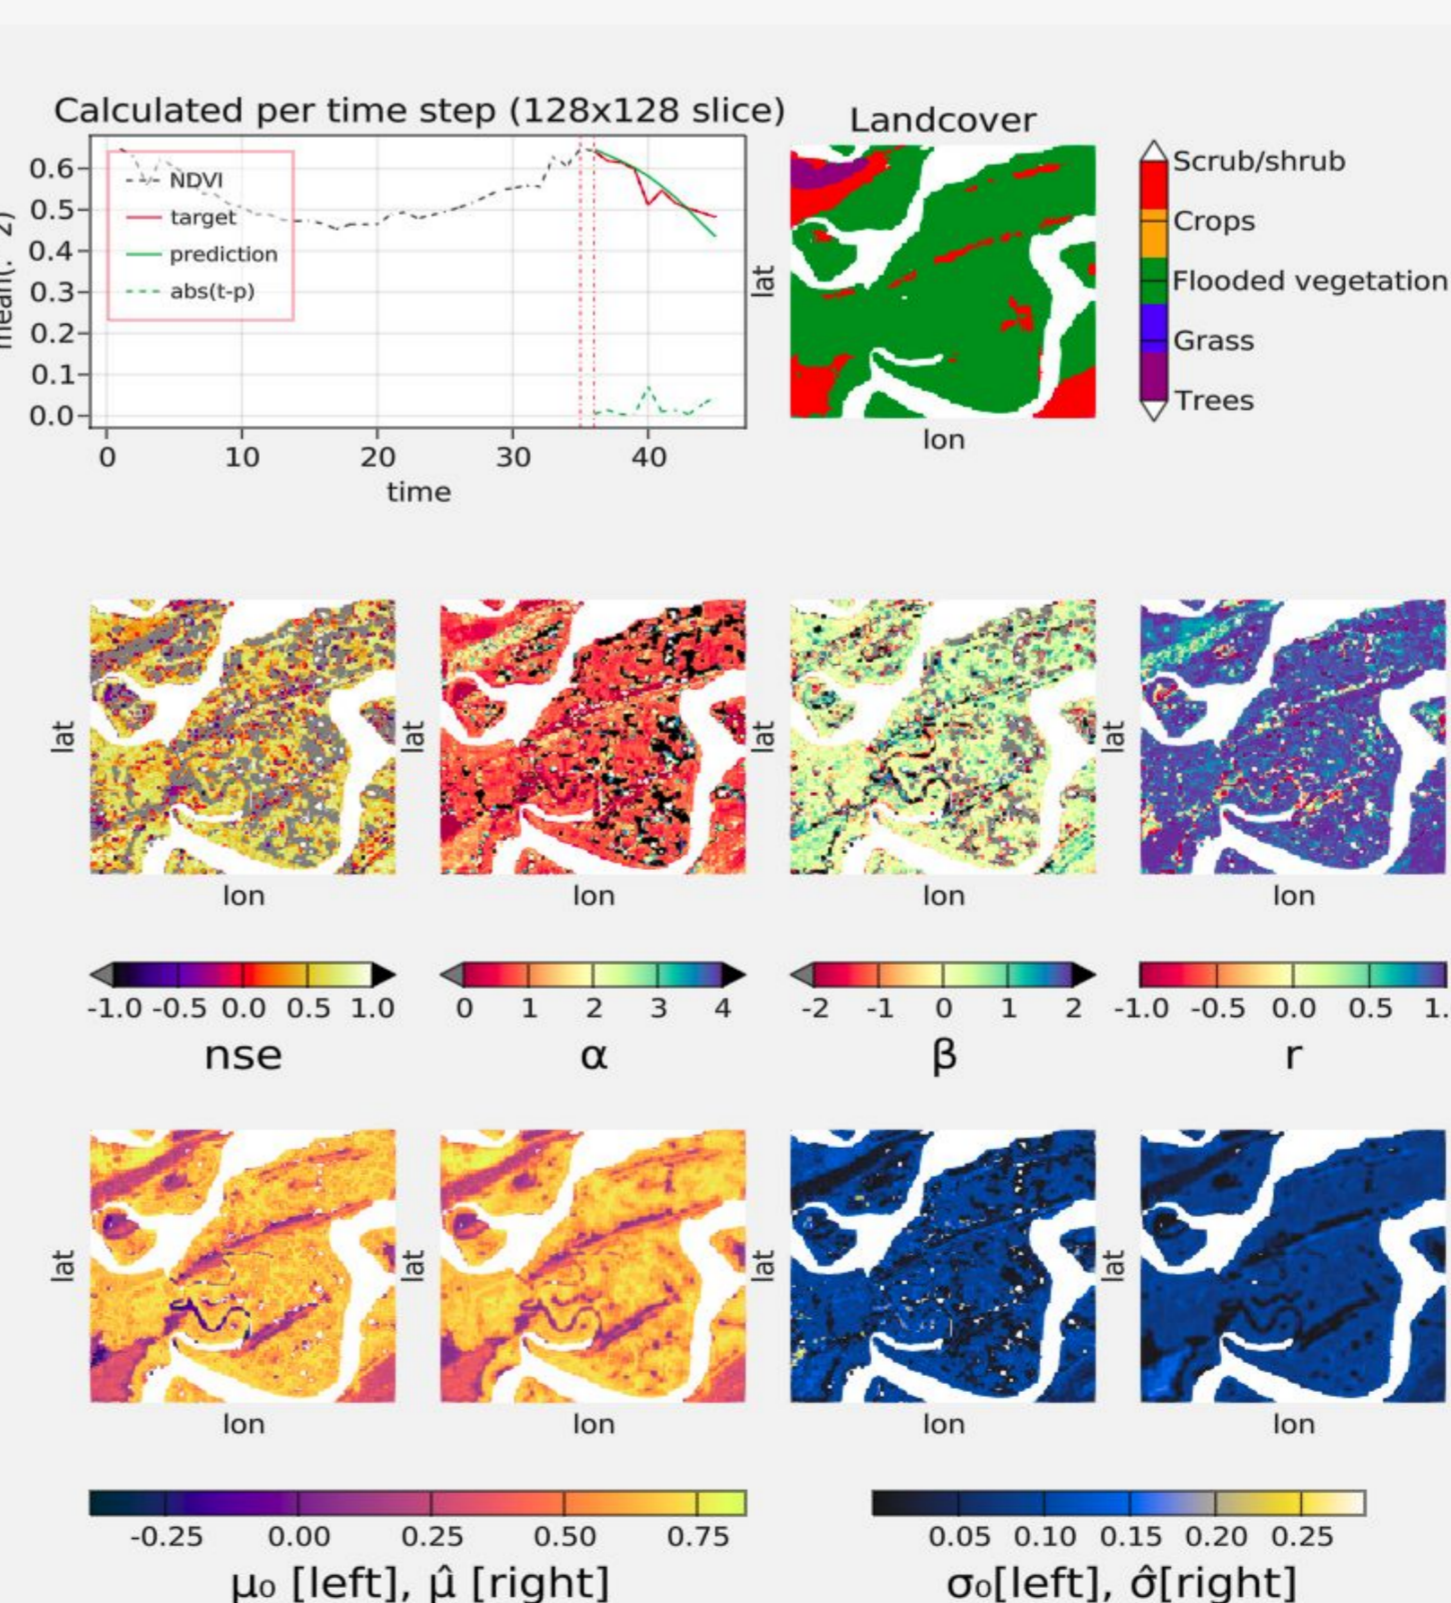 Calculated per time step (128x128 slice)
0.6
0.5
0.4
0.3
0.2
0.1
0.0
NDVI
target
prediction
abs(t-p)
0 10 20 30 40
time
Landcover
lat
lon
Scrub/shrub
Crops
Flooded vegetation
Grass
Trees
lat lat lat lat
lon lon lon lon
-1.0 -0.5 0.0 0.5 1.0
nse
0 1 2 3 4
α
-2 -1 0 1 2
β
-1.0 -0.5 0.0 0.5 1.
r
lat lat lat lat
lon lon lon lon
-0.25 0.00 0.25 0.50 0.75
μ₀ [left], μ̂ [right]
0.05 0.10 0.15 0.20 0.25
σ₀[left], σ̂[right]